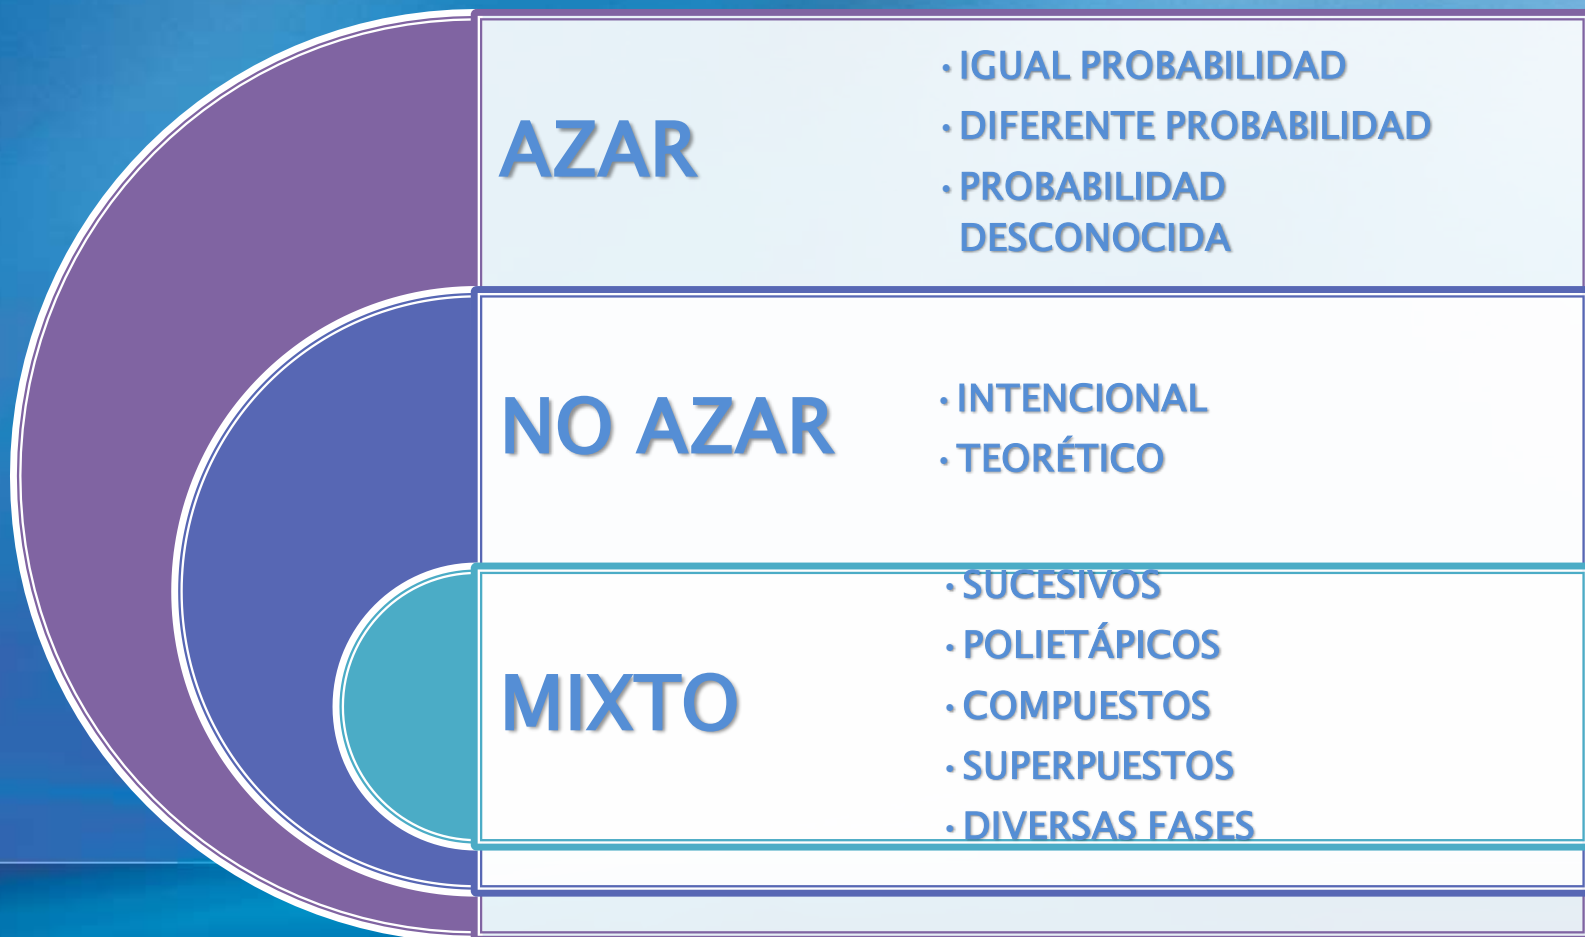 AZAR
• IGUAL PROBABILIDAD
• DIFERENTE PROBABILIDAD
• PROBABILIDAD
DESCONOCIDA
NO AZAR
• INTENCIONAL
• TEORÉTICO
MIXTO
• SUCESIVOS
• POLIETÁPICOS
• COMPUESTOS
• SUPERPUESTOS
• DIVERSAS FASES